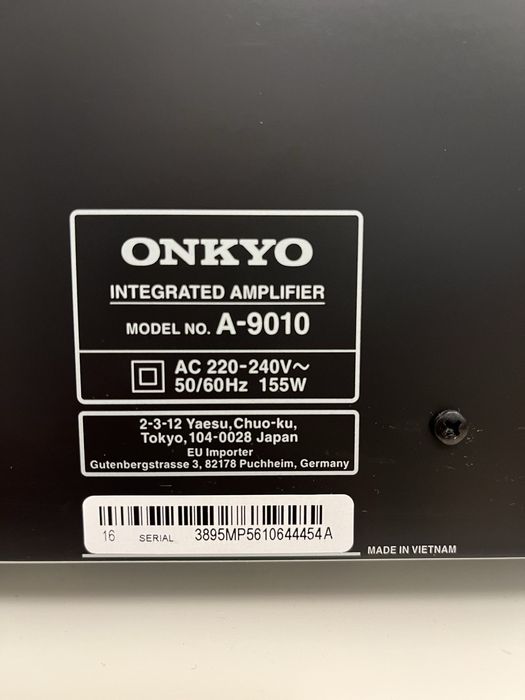 ONKYO
INTEGRATED AMPLIFIER
MODEL NO. A-9010
AC 220-240V~
50/60Hz 155W
2-3-12 Yaesu,Chuo-ku,
Tokyo,104-0028 Japan
EU Importer
Gutenbergstrasse 3, 82178 Puchheim, Germany
16 SERIAL 3895MP5610644454A
MADE IN VIETNAM